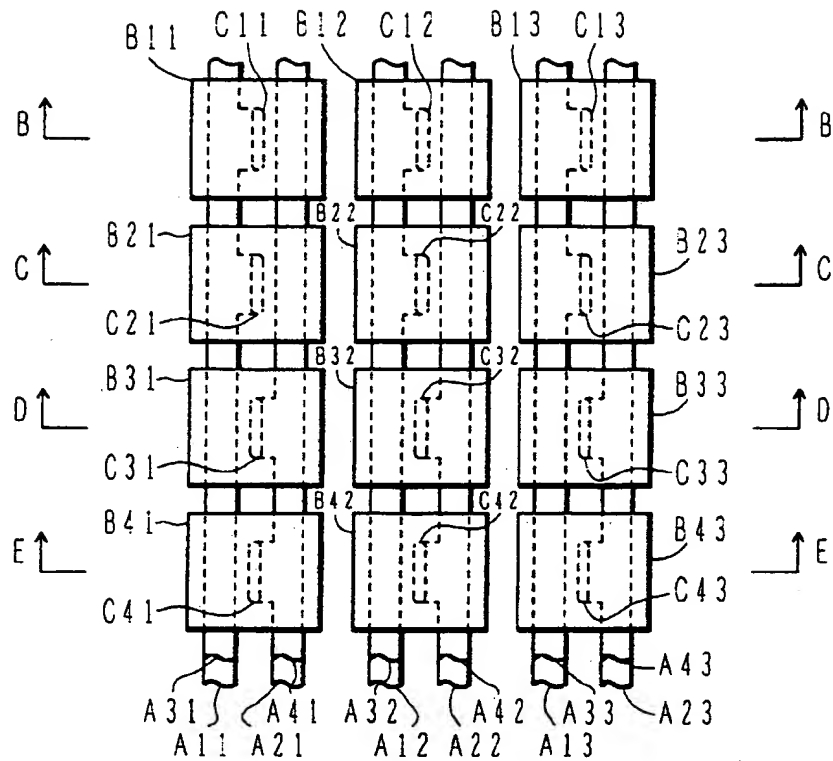 B11 C11 B12 C12 B13 C13
B B
B21 B22 C22 B23
C C
C21 C23
B31 B32 C32 B33
D D
C31 C33
B41 B42 C42 B43
E E
C41 C43
A31 A41 A32 A42 A33 A43
A11 A21 A12 A22 A13 A23